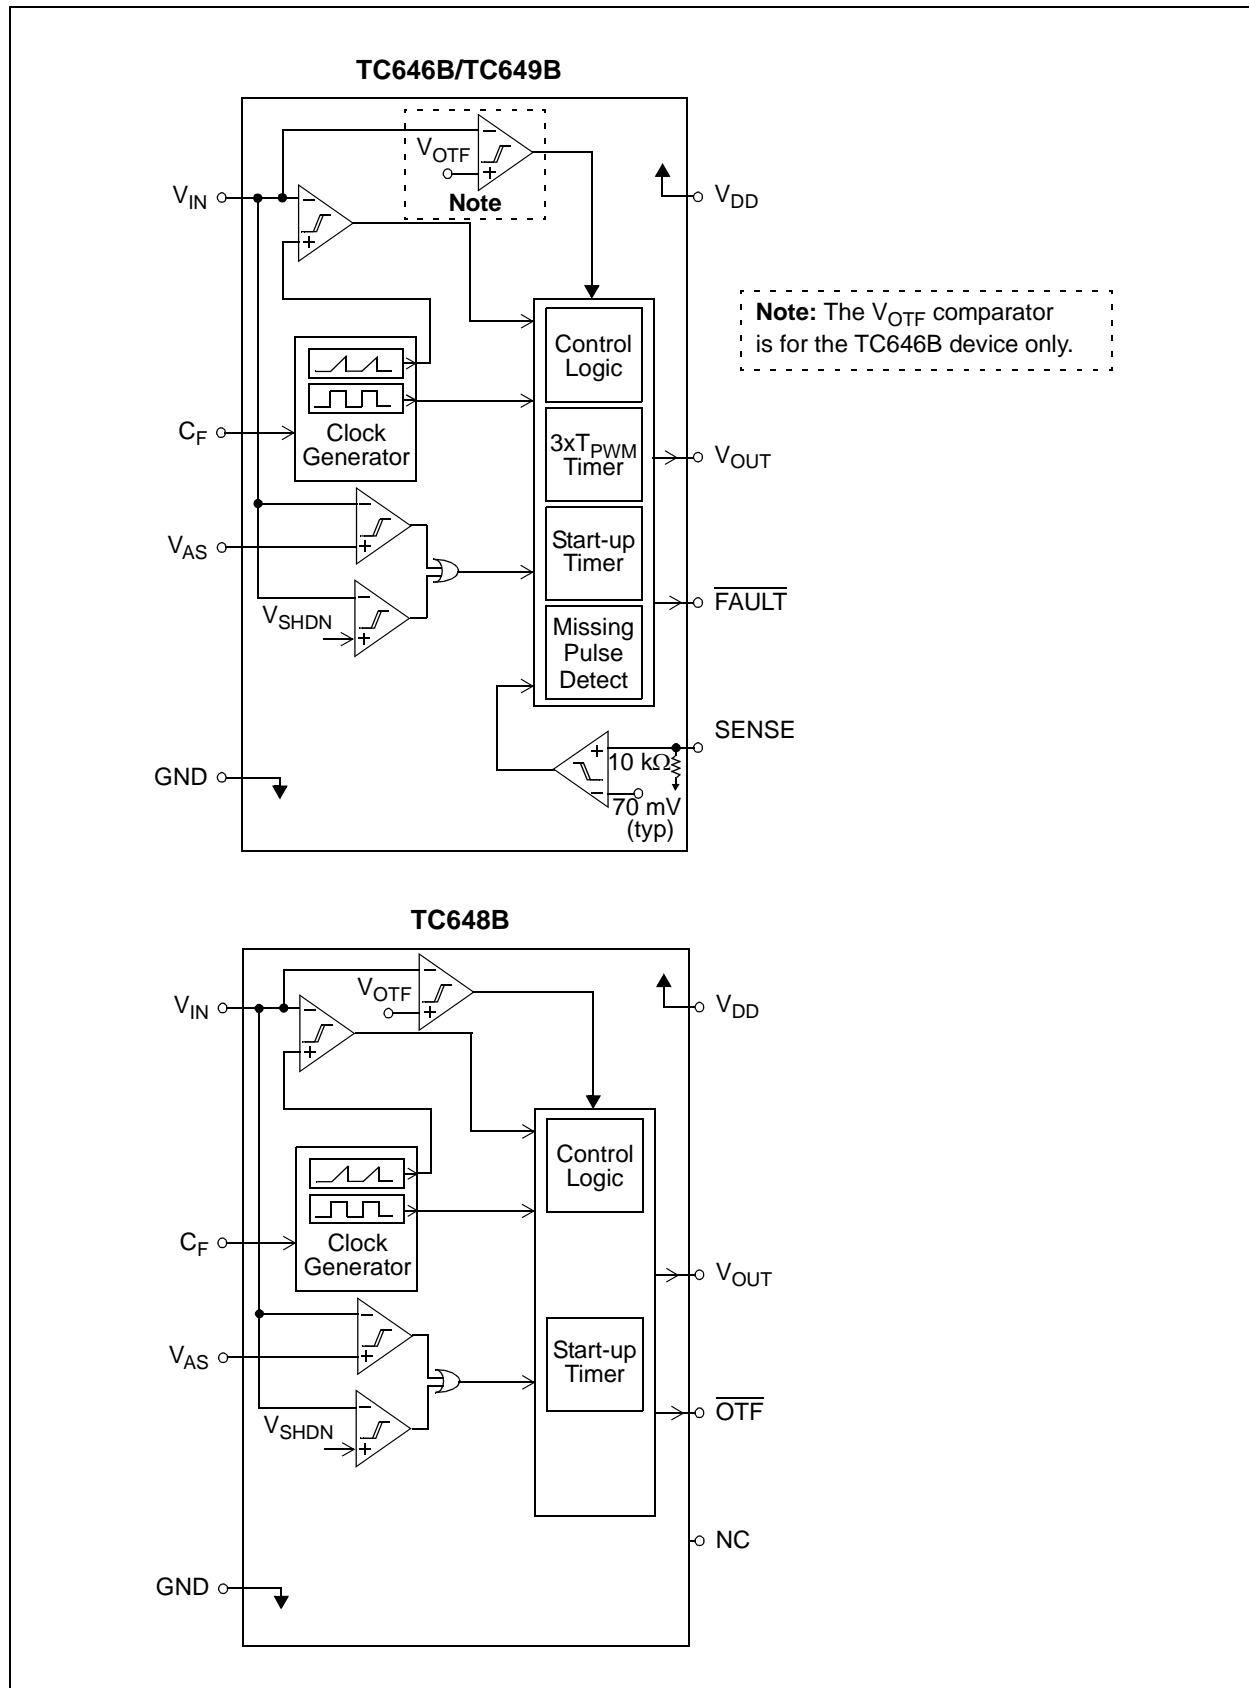 TC646B/TC649B
VOTF
Note
VIN
VDD
Note: The VOTF comparator
is for the TC646B device only.
Control
Logic
CF
Clock
Generator
3xTPWM
Timer
VOUT
VAS
Start-up
Timer
VSHDN
FAULT
Missing
Pulse
Detect
SENSE
10 kΩ
GND
70 mV
(typ)
TC648B
VOTF
VIN
VDD
Control
Logic
CF
Clock
Generator
VOUT
VAS
Start-up
Timer
VSHDN
OTF
NC
GND